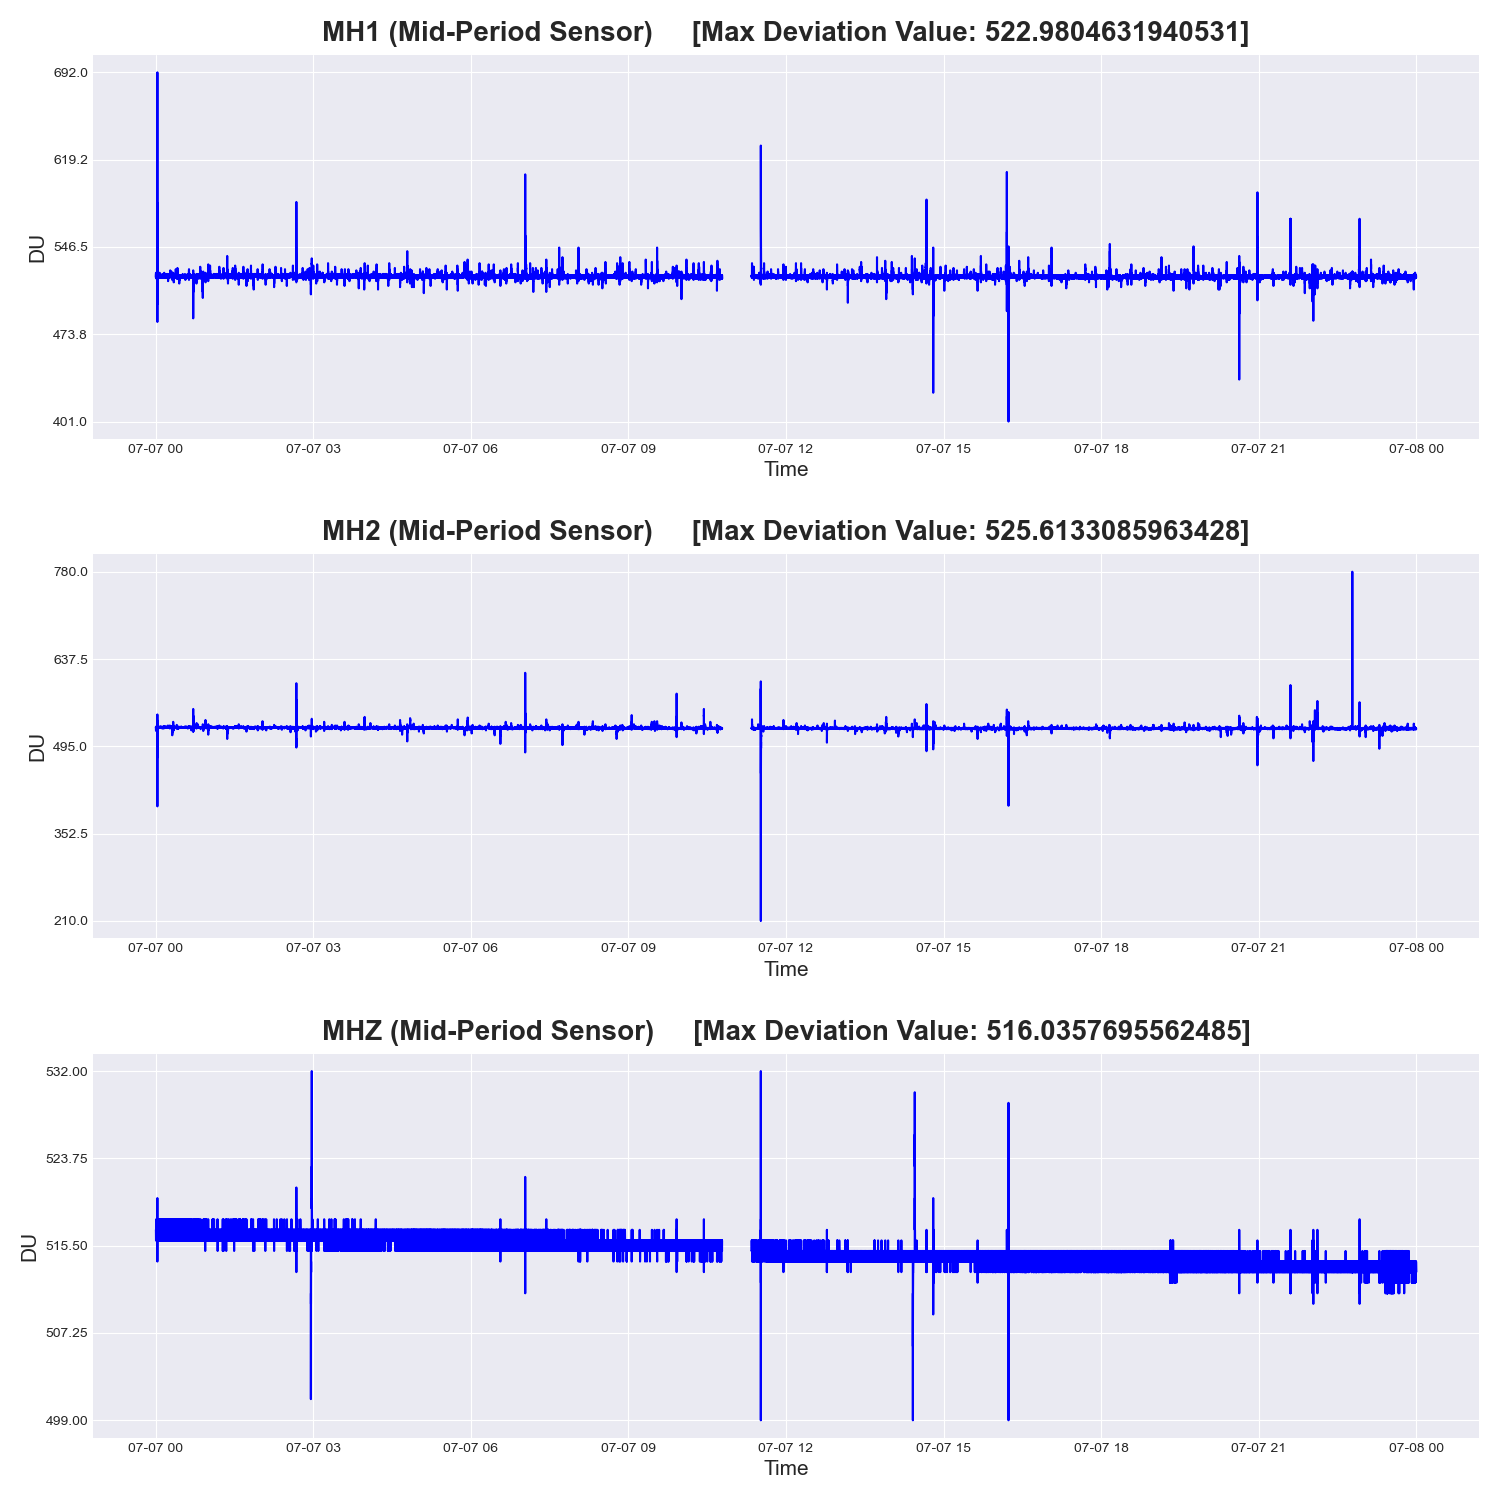 MH1 (Mid-Period Sensor) [Max Deviation Value: 522.9804631940531]
692.0
619.2
546.5
473.8
401.0
DU
07-07 00 07-07 03 07-07 06 07-07 09 07-07 12 07-07 15 07-07 18 07-07 21 07-08 00
Time
MH2 (Mid-Period Sensor) [Max Deviation Value: 525.6133085963428]
780.0
637.5
495.0
352.5
210.0
DU
07-07 00 07-07 03 07-07 06 07-07 09 07-07 12 07-07 15 07-07 18 07-07 21 07-08 00
Time
MHZ (Mid-Period Sensor) [Max Deviation Value: 516.0357695562485]
532.00
523.75
515.50
507.25
499.00
DU
07-07 00 07-07 03 07-07 06 07-07 09 07-07 12 07-07 15 07-07 18 07-07 21 07-08 00
Time